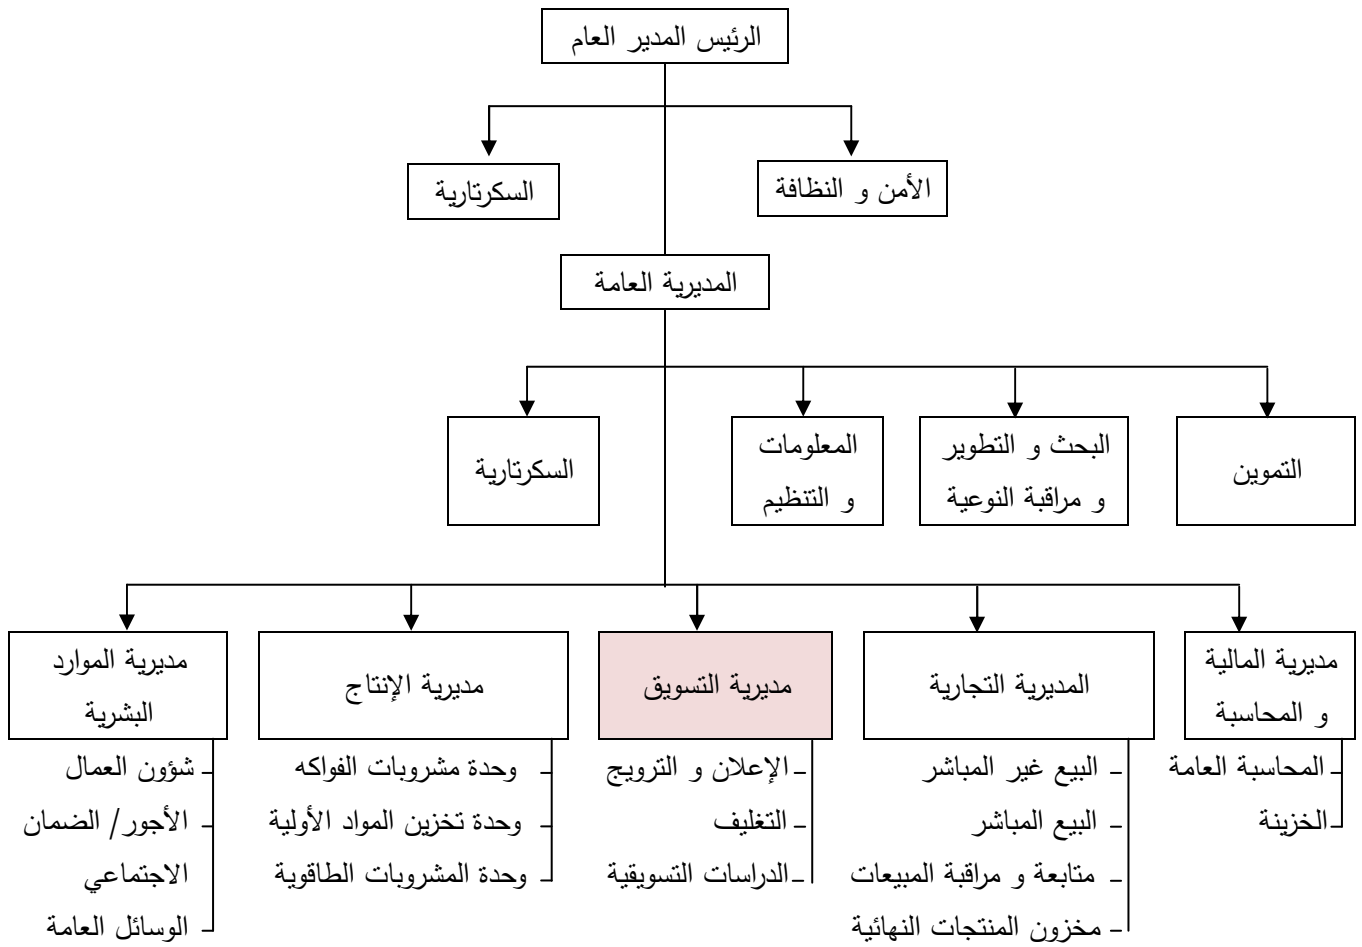 الرئيس المدير العام
الأمن و النظافة
السكرتارية
المديرية العامة
التموين
البحث و التطوير
و مراقبة النوعية
المعلومات
و التنظيم
السكرتارية
مديرية المالية
و المحاسبة
- المحاسبة العامة
- الخزينة
المديرية التجارية
- البيع غير المباشر
- البيع المباشر
- متابعة و مراقبة المبيعات
- مخزون المنتجات النهائية
مديرية التسويق
- الإعلان و الترويج
- التغليف
- الدراسات التسويقية
مديرية الإنتاج
- وحدة مشروبات الفواكه
- وحدة تخزين المواد الأولية
- وحدة المشروبات الطاقوية
مديرية الموارد
البشرية
- شؤون العمال
- الأجور/ الضمان
الاجتماعي
- الوسائل العامة